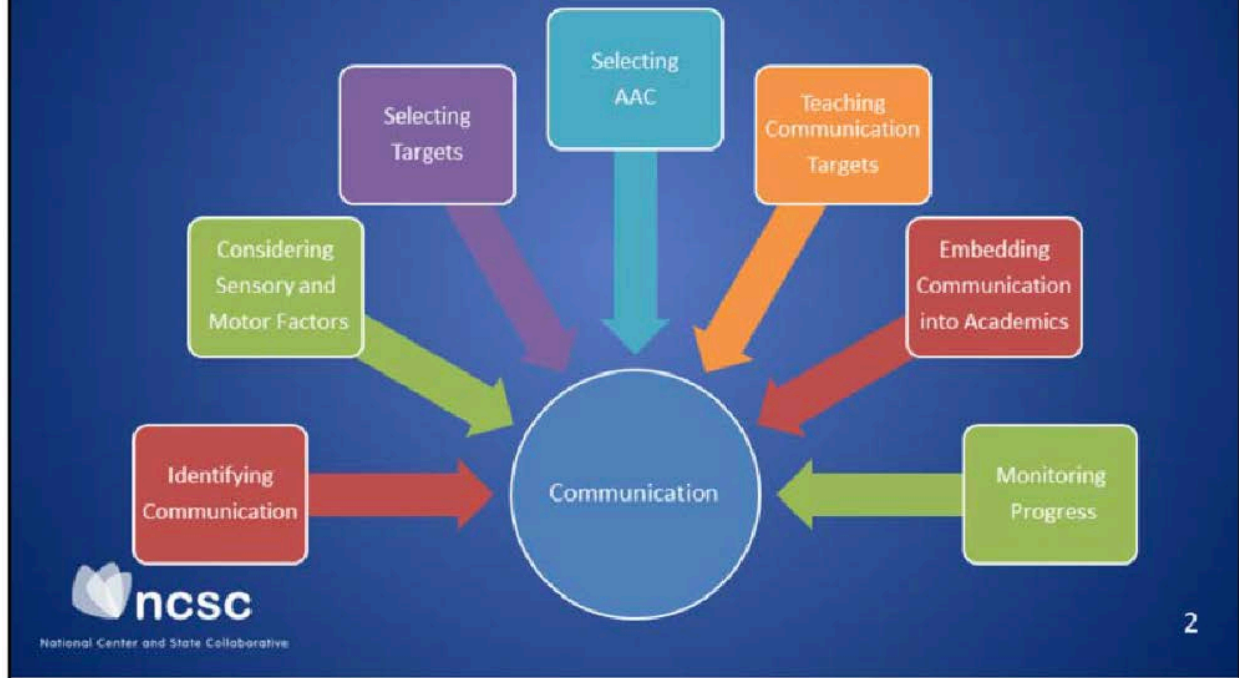 Selecting
AAC
Selecting
Targets
Teaching
Communication
Targets
Considering
Sensory and
Motor Factors
Embedding
Communication
into Academics
Identifying
Communication
Communication
Monitoring
Progress
ncsc
National Center and State Collaborative
2